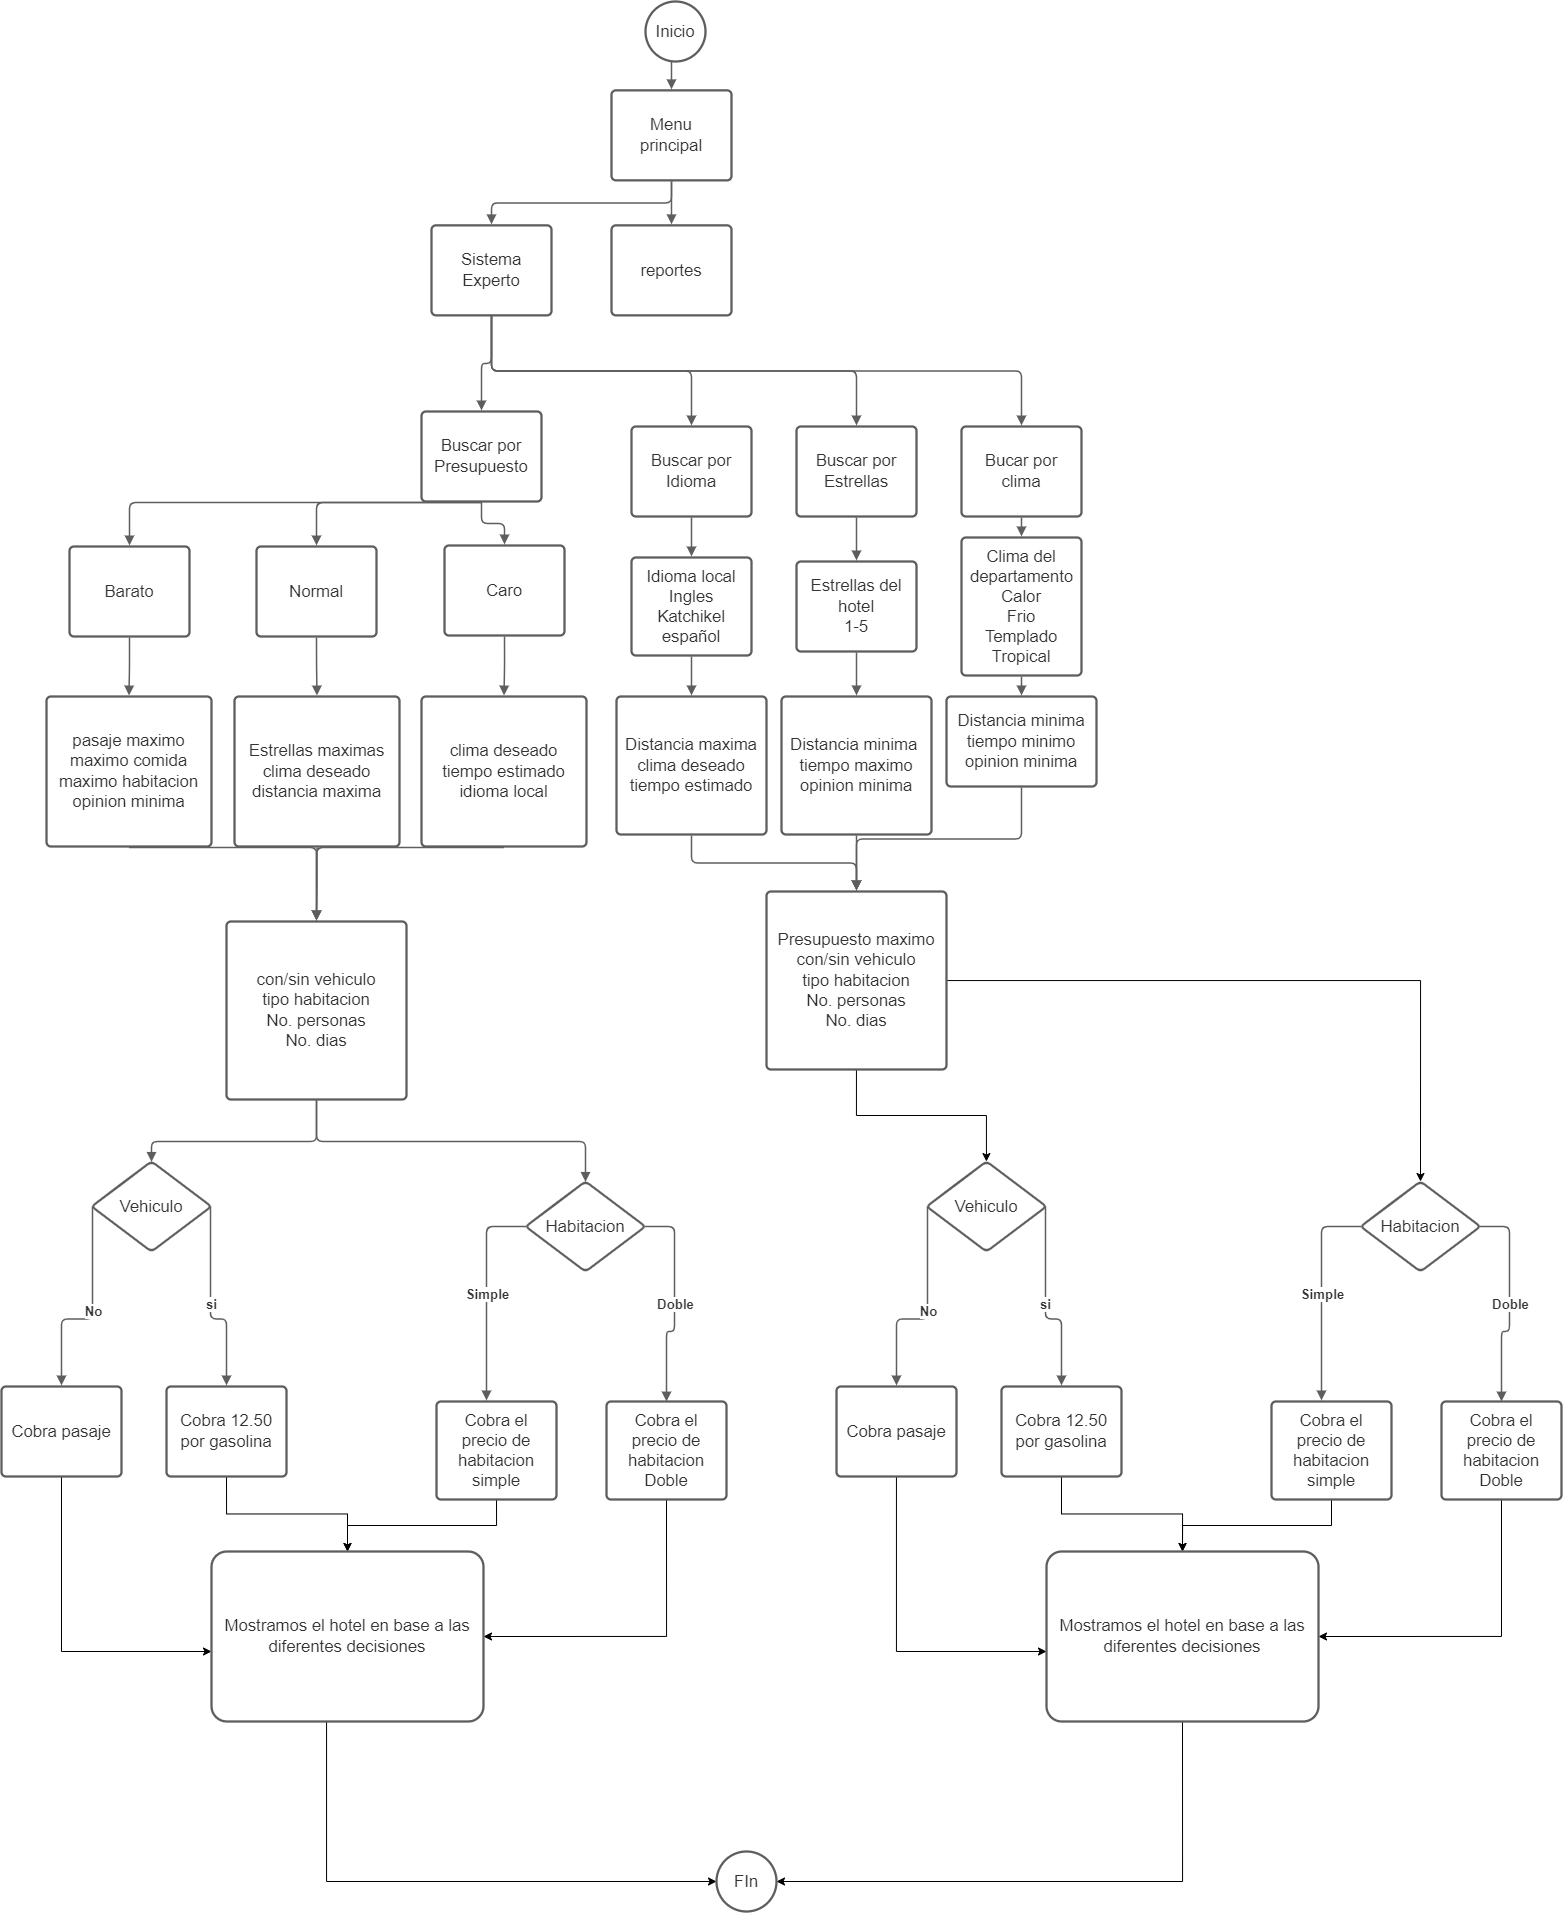 Inicio
Menu
principal
Sistema
Experto
reportes
Buscar por
Presupuesto
Buscar por
Idioma
Buscar por
Estrellas
Bucar por
clima
Barato
Normal
Caro
Idioma local
Ingles
Katchikel
español
Estrellas del
hotel
1-5
Clima del
departamento
Calor
Frio
Templado
Tropical
pasaje maximo
maximo comida
maximo habitacion
opinion minima
Estrellas maximas
clima deseado
distancia maxima
clima deseado
tiempo estimado
idioma local
Distancia maxima
clima deseado
tiempo estimado
Distancia minima
tiempo maximo
opinion minima
Distancia minima
tiempo minimo
opinion minima
con/sin vehiculo
tipo habitacion
No. personas
No. dias
Presupuesto maximo
con/sin vehiculo
tipo habitacion
No. personas
No. dias
Vehiculo
Habitacion
No
si
Simple
Doble
Cobra pasaje
Cobra 12.50
por gasolina
Cobra el
precio de
habitacion
simple
Cobra el
precio de
habitacion
Doble
Mostramos el hotel en base a las
diferentes decisiones
Vehiculo
Habitacion
No
si
Simple
Doble
Cobra pasaje
Cobra 12.50
por gasolina
Cobra el
precio de
habitacion
simple
Cobra el
precio de
habitacion
Doble
Mostramos el hotel en base a las
diferentes decisiones
FIn